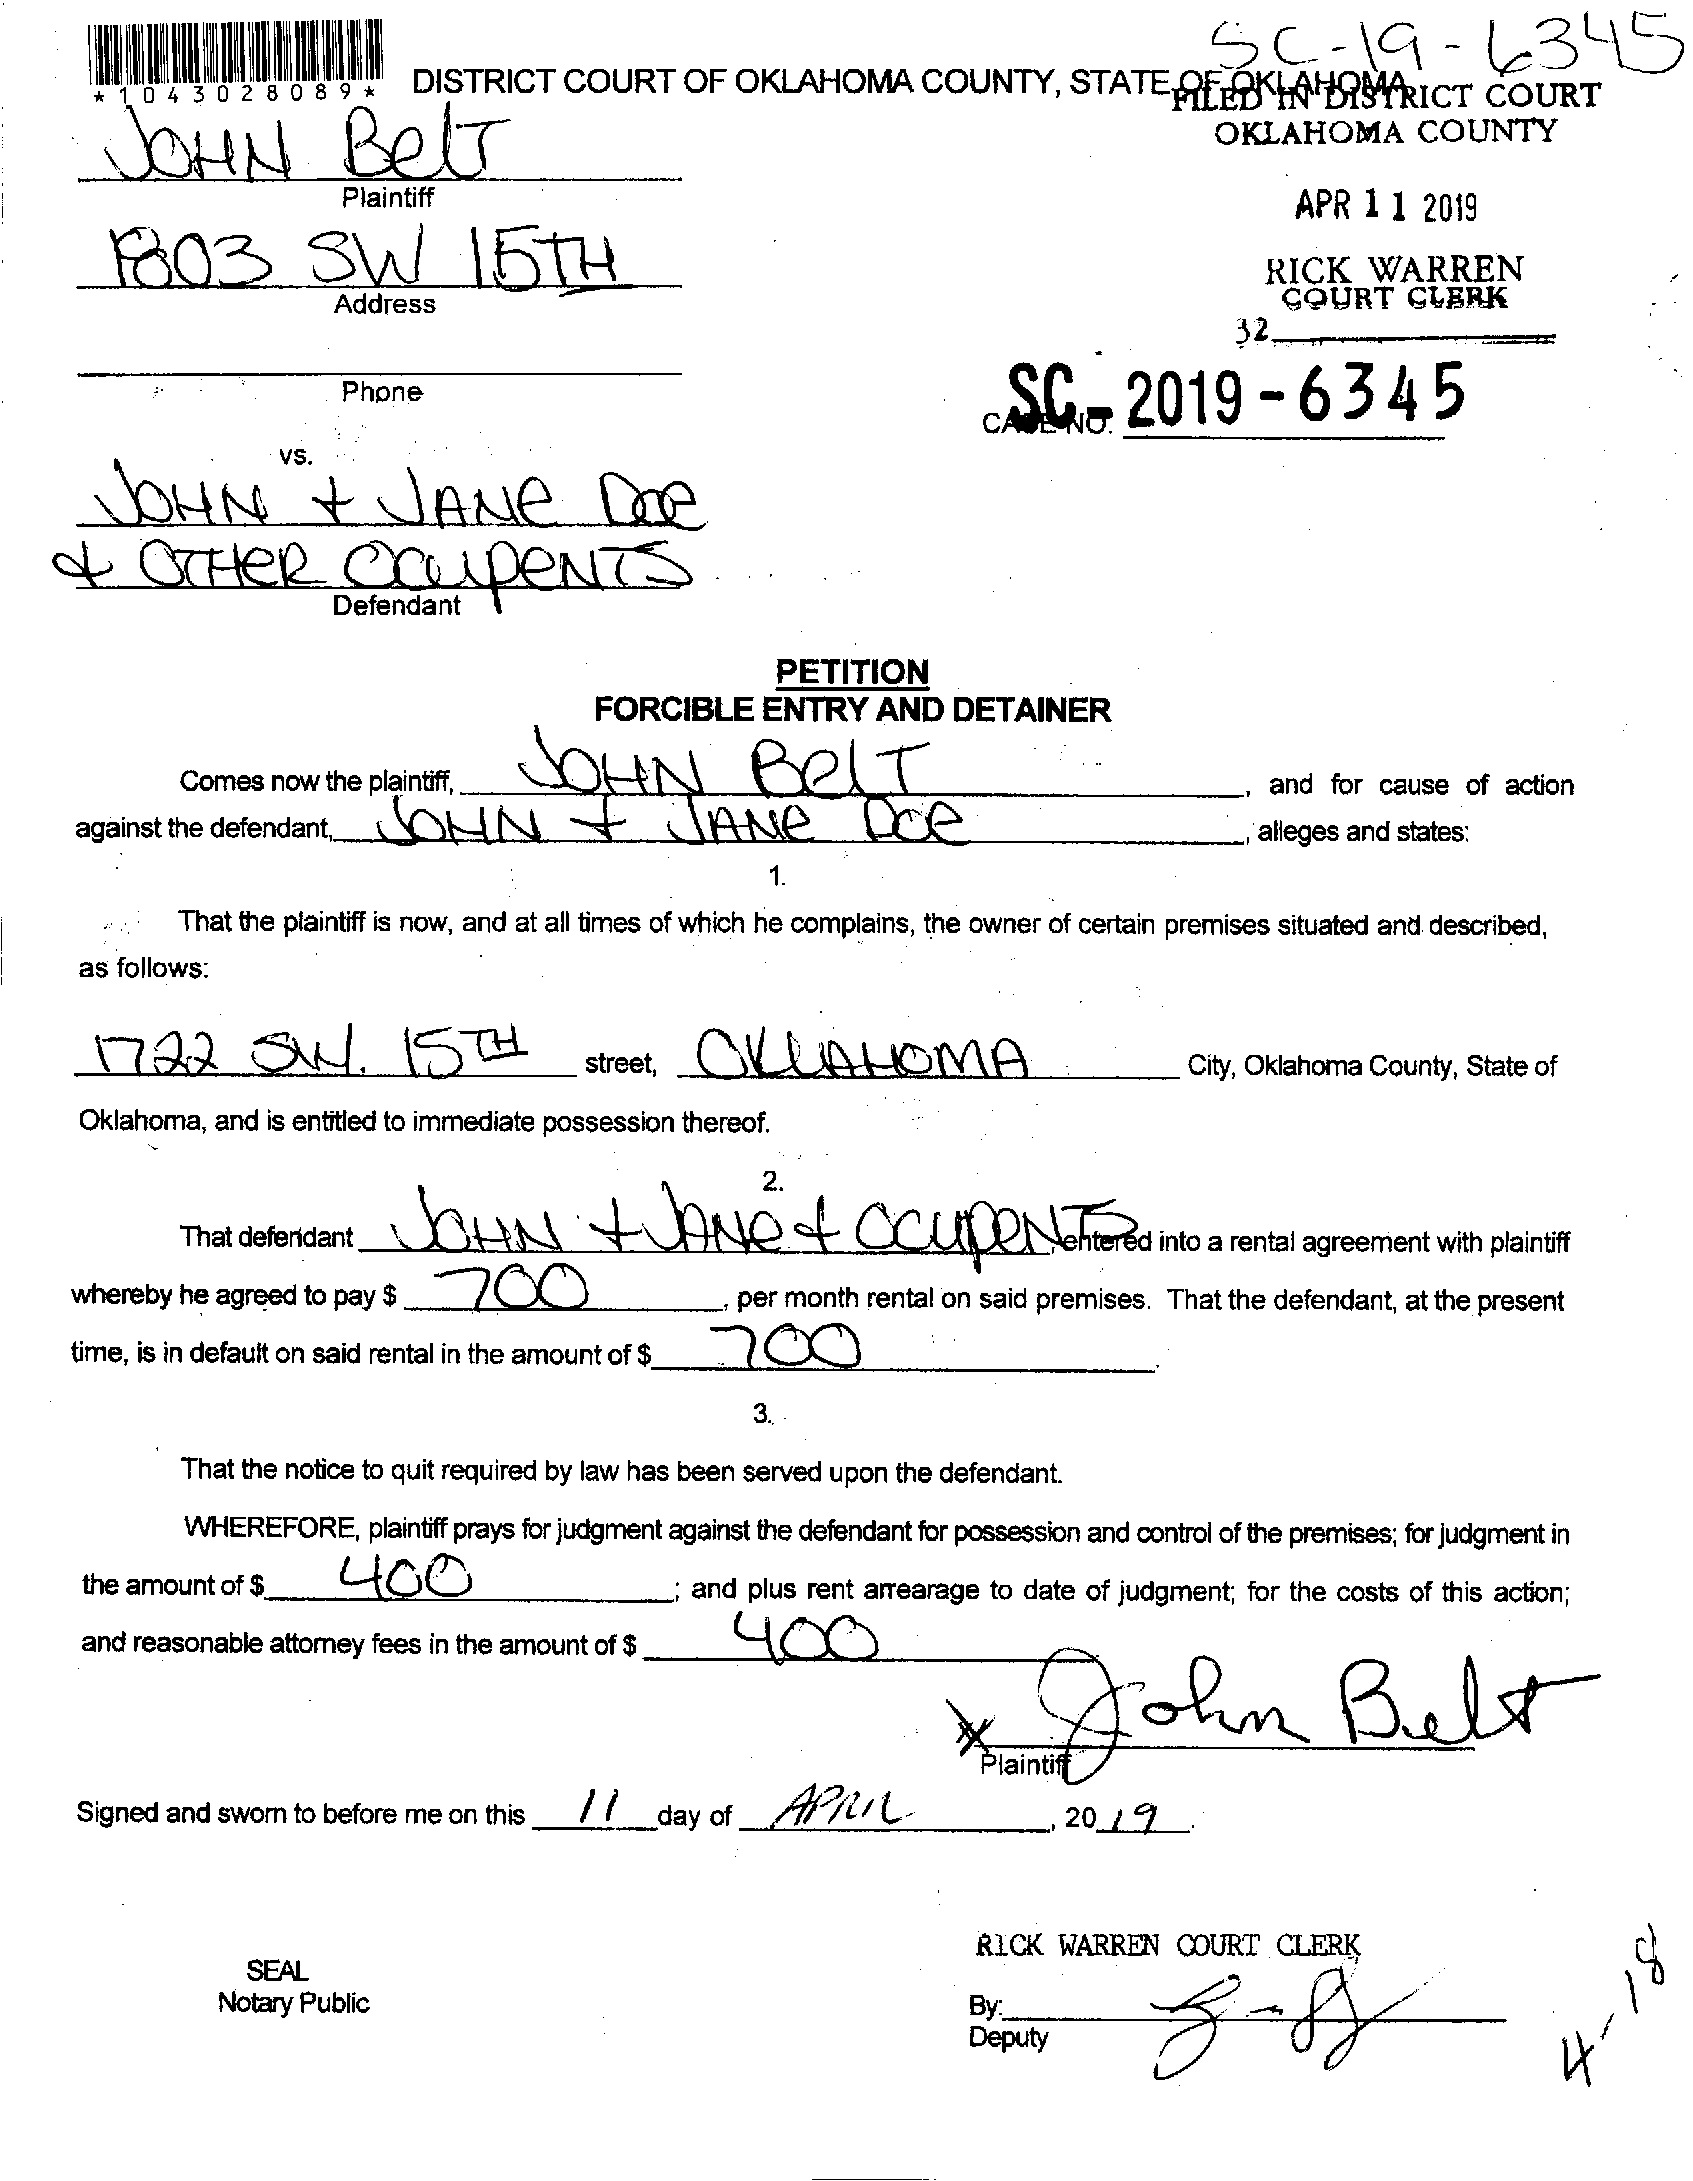 SC-19-6345
*1043028089*
DISTRICT COURT OF OKLAHOMA COUNTY, STATE OF OKLAHOMA
FILED IN DISTRICT COURT
OKLAHOMA COUNTY
JOHN Belt
Plaintiff
APR 11 2019
1803 SW 15TH
Address
RICK WARREN
COURT CLERK
32
Phone
CASE NO. SC-2019-6345
vs.
JOHN + JANE Doe
& OTHER OCCUPENTS
Defendant
PETITION
FORCIBLE ENTRY AND DETAINER
Comes now the plaintiff, JOHN BelT, and for cause of action
against the defendant, JOHN + JANE Doe, alleges and states:
1.
That the plaintiff is now, and at all times of which he complains, the owner of certain premises situated and described,
as follows:
1722 SW. 15TH street, OKLAHOMA City, Oklahoma County, State of
Oklahoma, and is entitled to immediate possession thereof.
2.
That defendant JOHN + JANE + OCCUPENTS, entered into a rental agreement with plaintiff
whereby he agreed to pay $ 700, per month rental on said premises. That the defendant, at the present
time, is in default on said rental in the amount of $ 700.
3.
That the notice to quit required by law has been served upon the defendant.
WHEREFORE, plaintiff prays for judgment against the defendant for possession and control of the premises; for judgment in
the amount of $ 400; and plus rent arrearage to date of judgment; for the costs of this action;
and reasonable attorney fees in the amount of $ 400
X John Belt
Plaintiff
Signed and sworn to before me on this 11 day of APRIL, 2019.
RICK WARREN COURT CLERK
SEAL
Notary Public
By:
Deputy
4-18